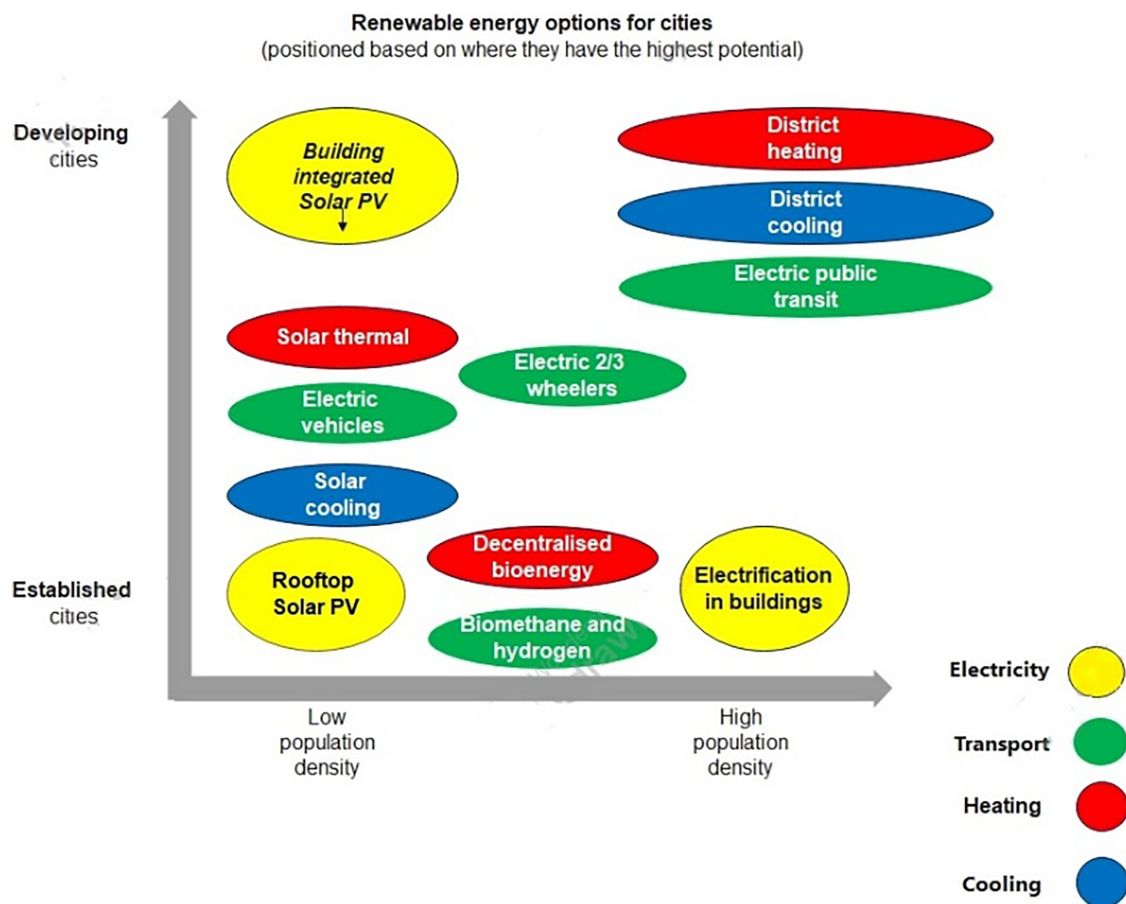 Renewable energy options for cities
(positioned based on where they have the highest potential)
Developing
cities
Building
integrated
Solar PV
District
heating
District
cooling
Electric public
transit
Solar thermal
Electric 2/3
wheelers
Electric
vehicles
Solar
cooling
Decentralised
bioenergy
Established
cities
Rooftop
Solar PV
Electrification
in buildings
Biomethane and
hydrogen
Low
population
density
High
population
density
Electricity
Transport
Heating
Cooling